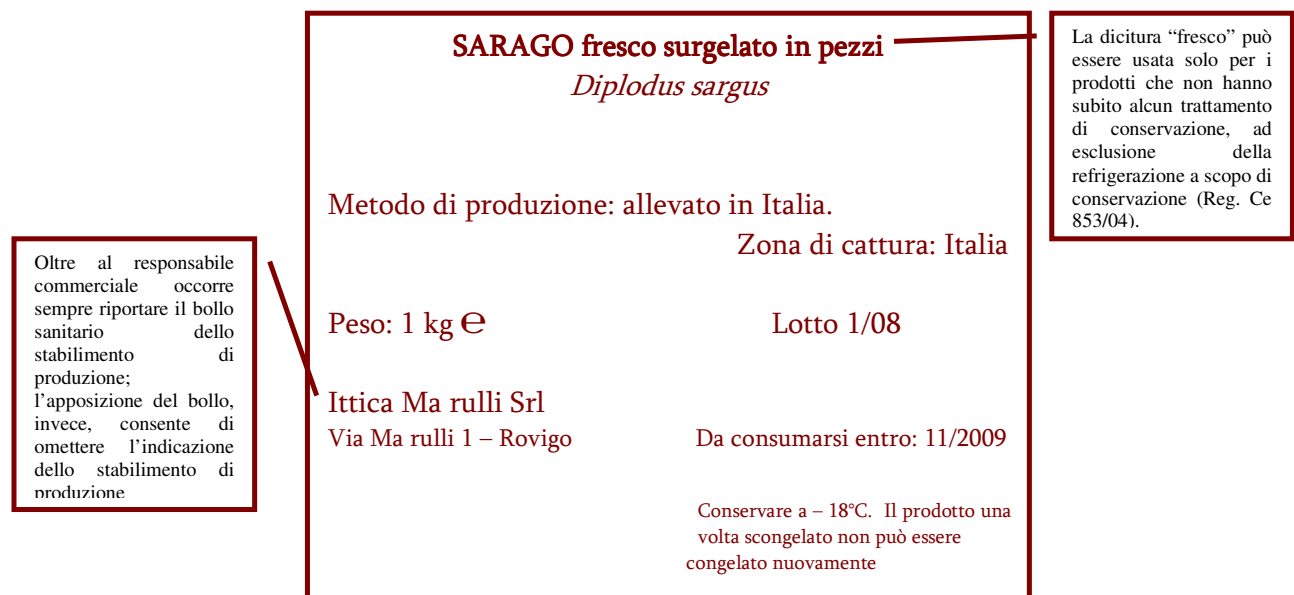 SARAGO fresco surgelato in pezzi
Diplodus sargus
Metodo di produzione: allevato in Italia.
Zona di cattura: Italia
Peso: 1 kg ℮
Lotto 1/08
Ittica Ma rulli Srl
Via Ma rulli 1 – Rovigo
Da consumarsi entro: 11/2009
Conservare a – 18°C. Il prodotto una
volta scongelato non può essere
congelato nuovamente
La dicitura “fresco” può
essere usata solo per i
prodotti che non hanno
subito alcun trattamento
di conservazione, ad
esclusione della
refrigerazione a scopo di
conservazione (Reg. Ce
853/04).
Oltre al responsabile
commerciale occorre
sempre riportare il bollo
sanitario dello
stabilimento di
produzione;
l’apposizione del bollo,
invece, consente di
omettere l’indicazione
dello stabilimento di
produzione